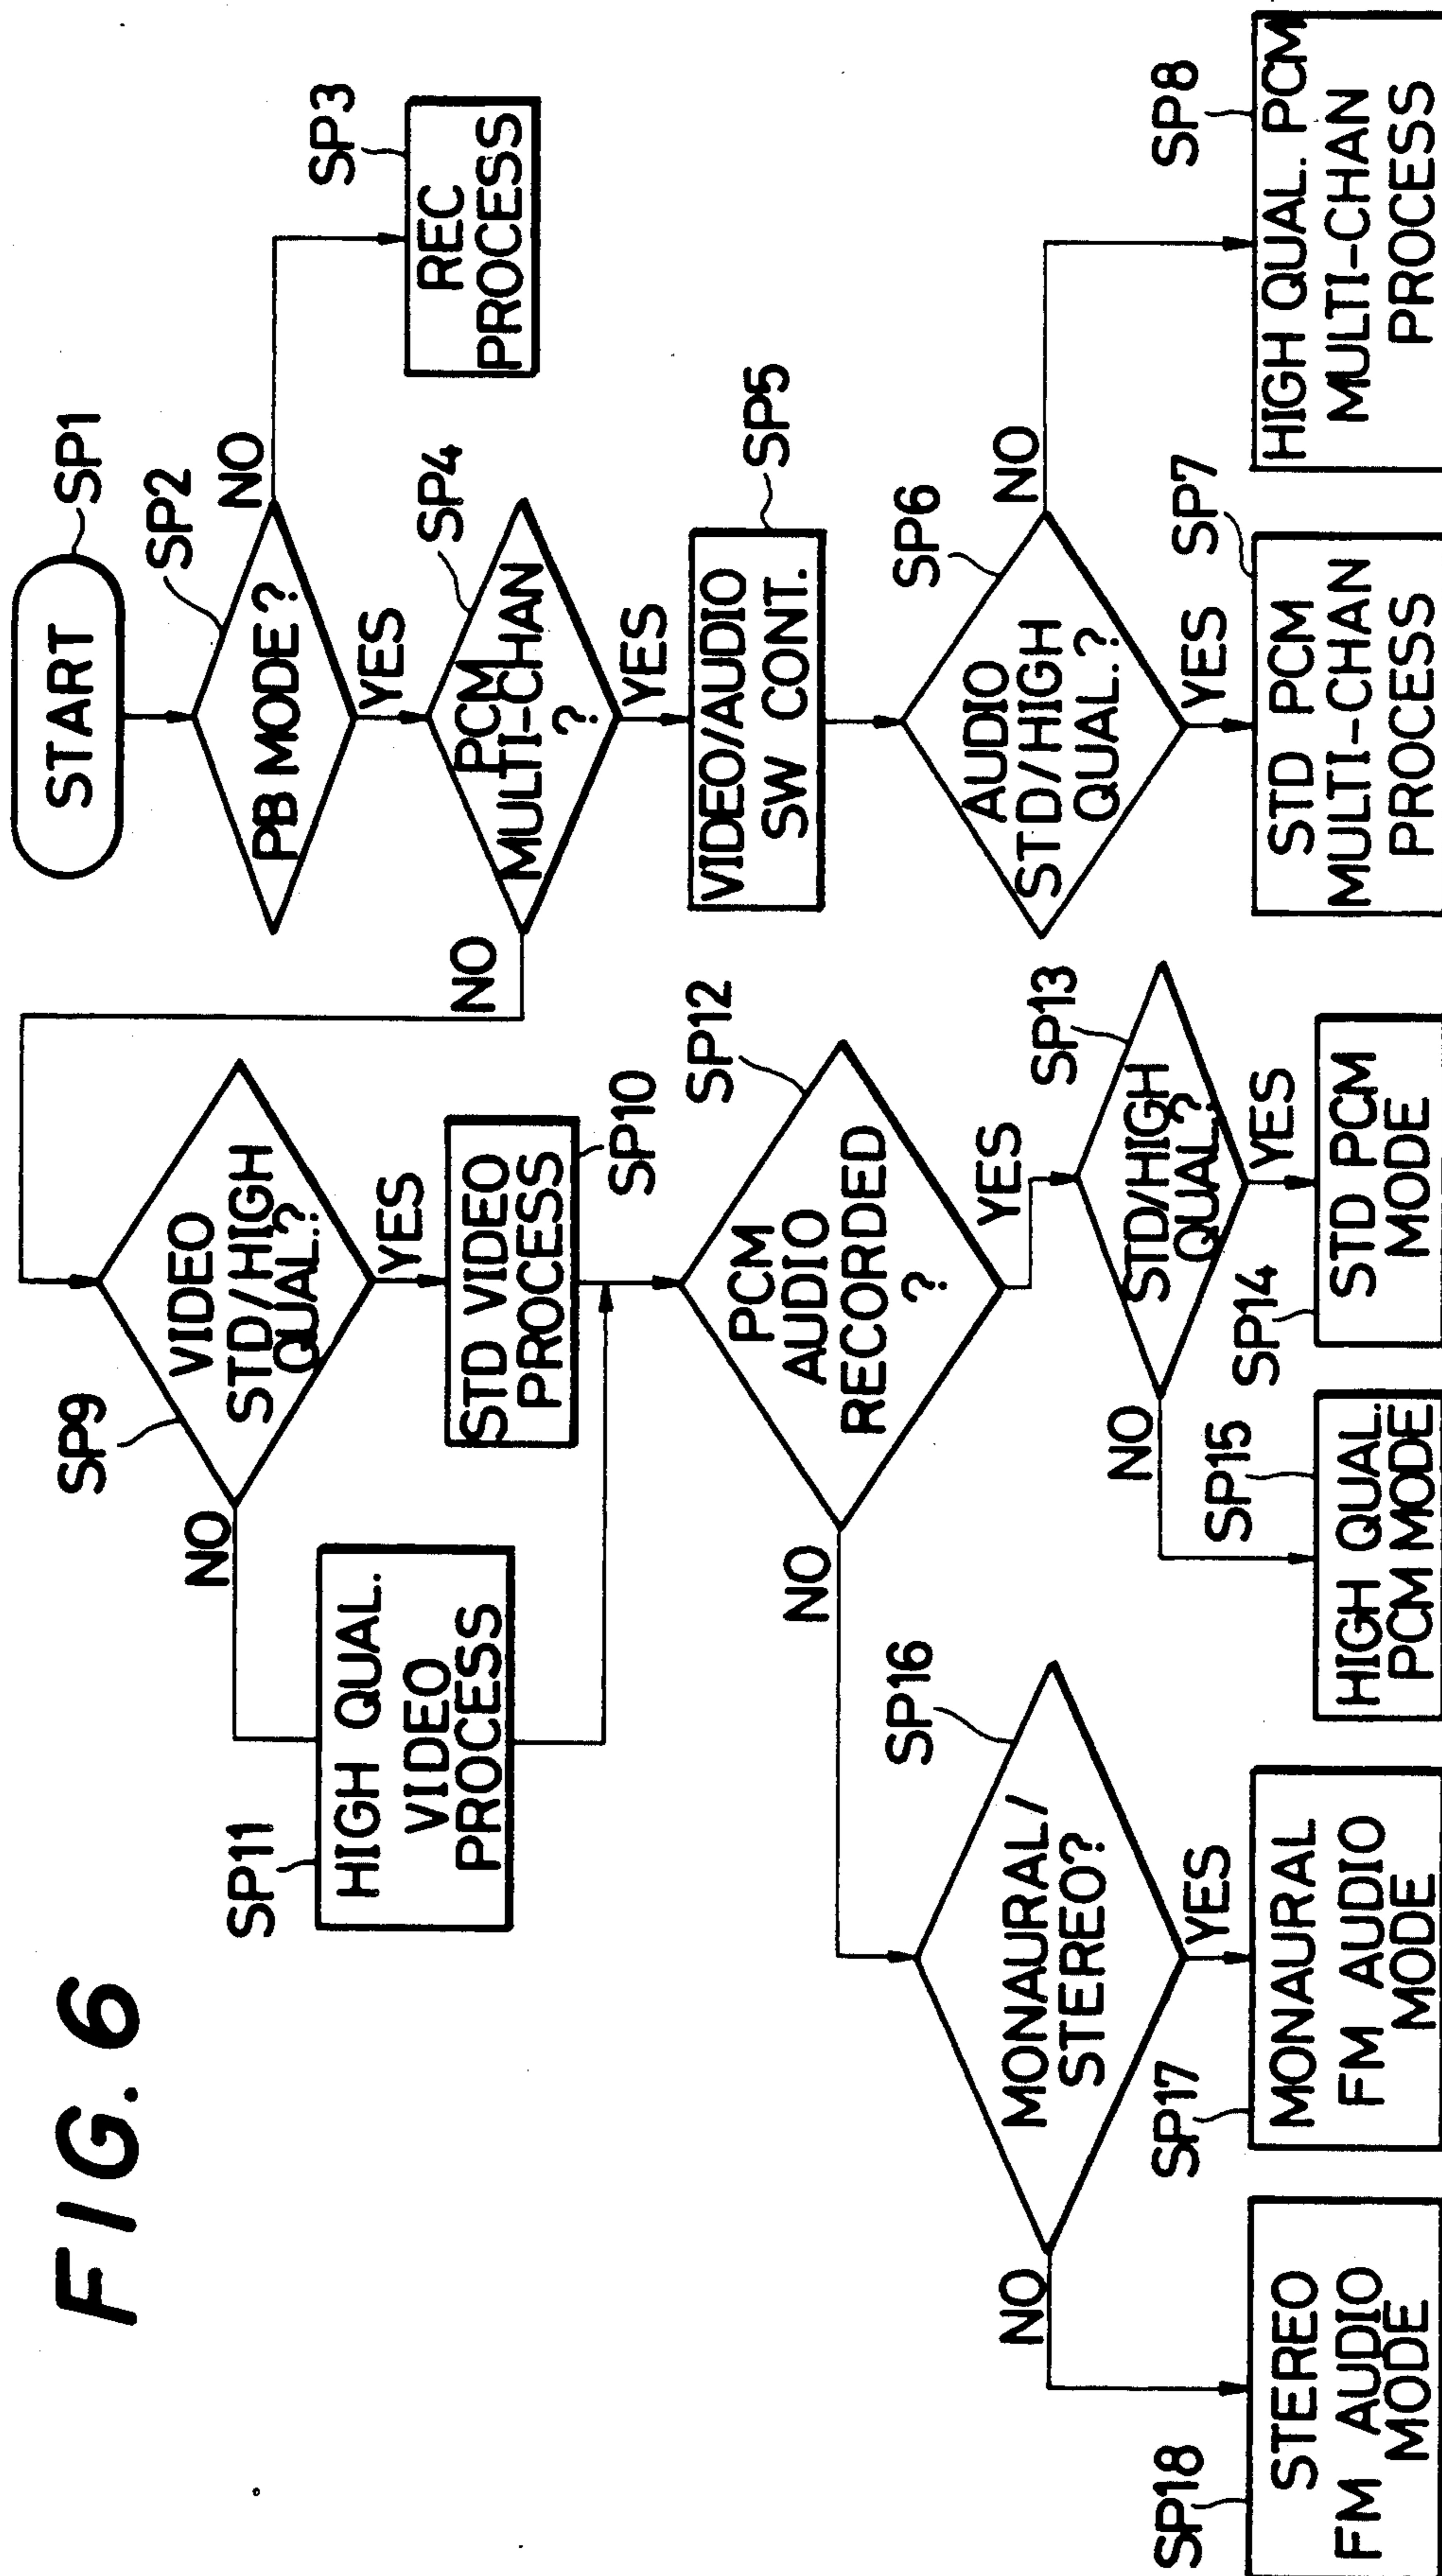 FIG. 6
START
SP1
PB MODE?
SP2
NO
REC
PROCESS
SP3
YES
PCM
MULTI-CHAN
?
SP4
NO
YES
VIDEO/AUDIO
SW CONT.
SP5
AUDIO
STD/HIGH
QUAL.?
SP6
NO
YES
STD PCM
MULTI-CHAN
PROCESS
SP7
HIGH QUAL. PCM
MULTI-CHAN
PROCESS
SP8
VIDEO
STD/HIGH
QUAL.?
SP9
NO
YES
STD VIDEO
PROCESS
SP10
HIGH QUAL.
VIDEO
PROCESS
SP11
PCM
AUDIO
RECORDED
?
SP12
NO
YES
STD/HIGH
QUAL.?
SP13
NO
YES
STD PCM
MODE
SP14
HIGH QUAL.
PCM MODE
SP15
MONAURAL/
STEREO?
SP16
NO
YES
MONAURAL
FM AUDIO
MODE
SP17
STEREO
FM AUDIO
MODE
SP18